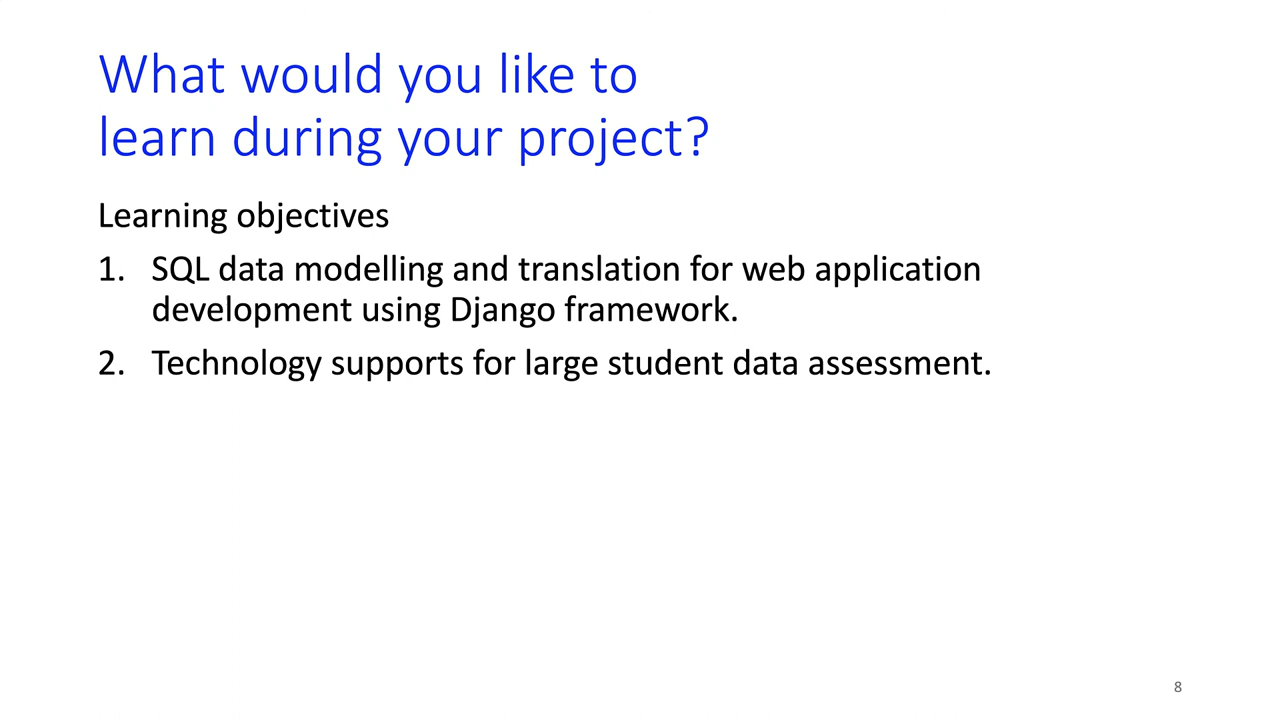 What would you like to
learn during your project?
Learning objectives
1. SQL data modelling and translation for web application
development using Django framework.
2. Technology supports for large student data assessment.
8